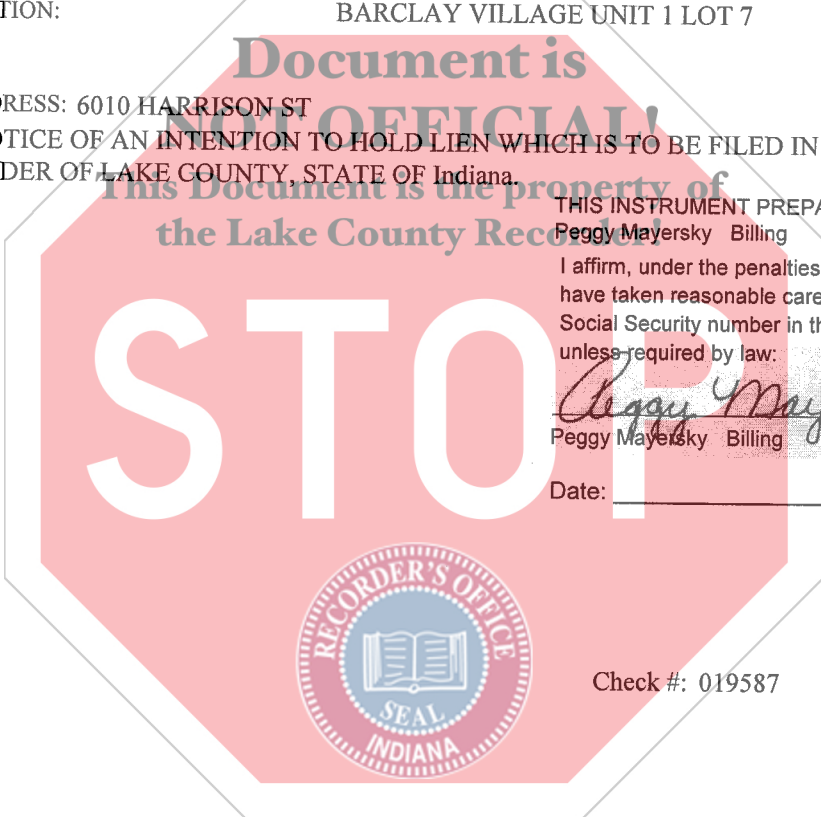 TION: BARCLAY VILLAGE UNIT 1 LOT 7
Document is
DRESS: 6010 HARRISON ST
NOT OFFICIAL!
OTICE OF AN INTENTION TO HOLD LIEN WHICH IS TO BE FILED IN
DER OF LAKE COUNTY, STATE OF Indiana.
This Document is the property of
the Lake County Recorder!
THIS INSTRUMENT PREPA
Peggy Mayersky Billing
I affirm, under the penalties
have taken reasonable care
Social Security number in th
unless required by law:
Peggy May
Peggy Mayersky Billing
Date:
STOP
RECORDER'S OFFICE
SEAL
INDIANA
Check #: 019587